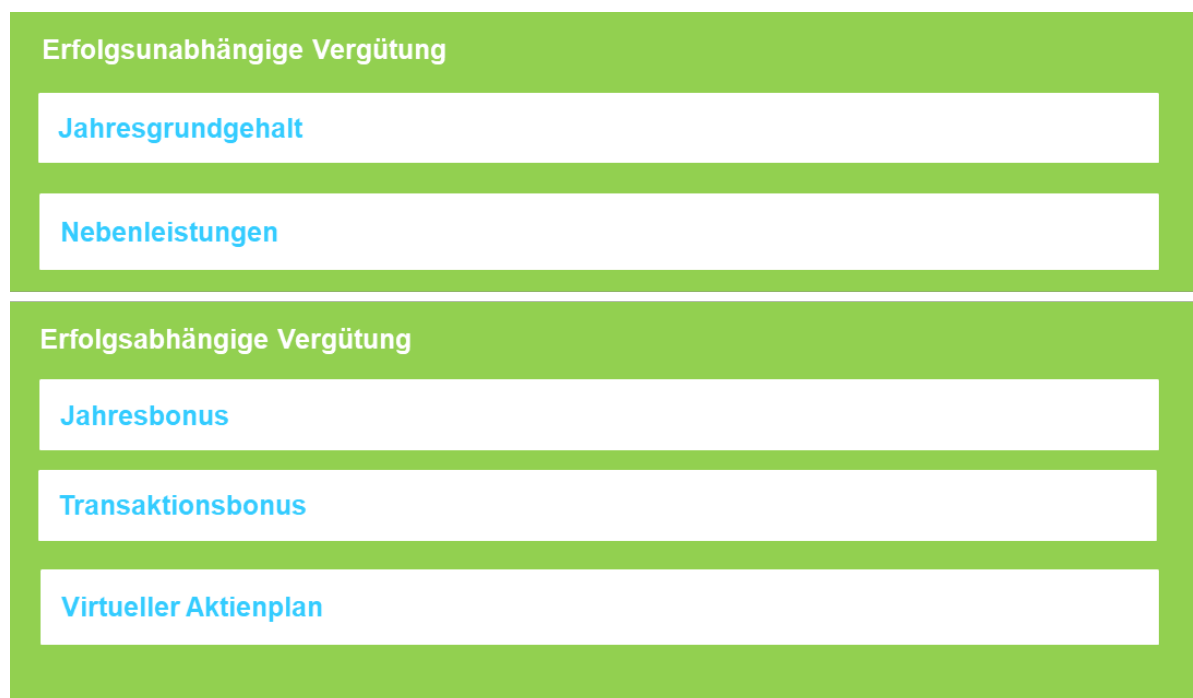 Erfolgsunabhängige Vergütung
Jahresgrundgehalt
Nebenleistungen
Erfolgsabhängige Vergütung
Jahresbonus
Transaktionsbonus
Virtueller Aktienplan